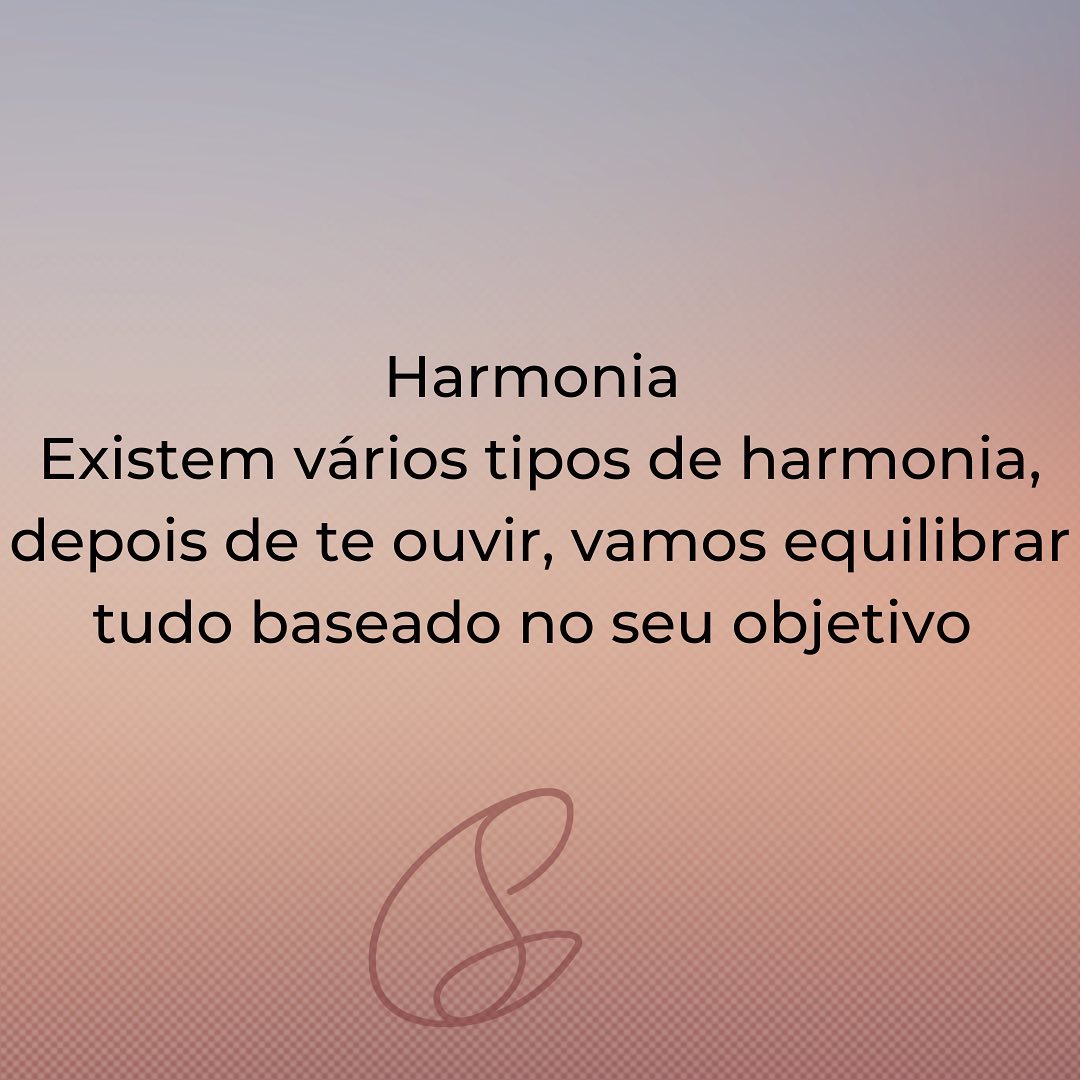 Harmonia
Existem vários tipos de harmonia,
depois de te ouvir, vamos equilibrar
tudo baseado no seu objetivo